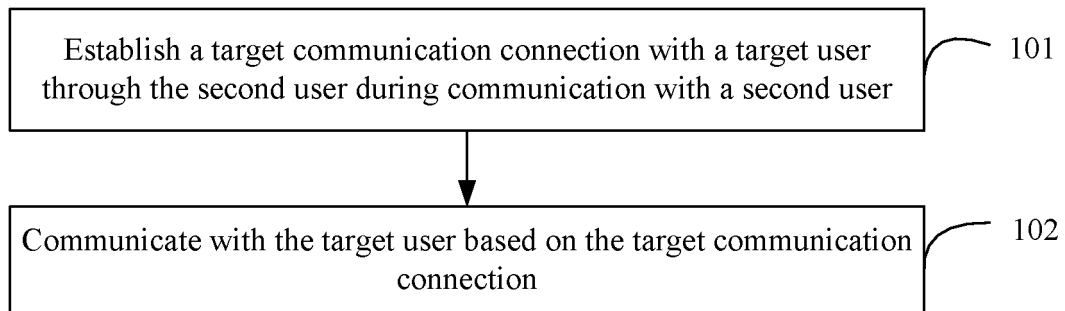 Establish a target communication connection with a target user
through the second user during communication with a second user
101
Communicate with the target user based on the target communication
connection
102